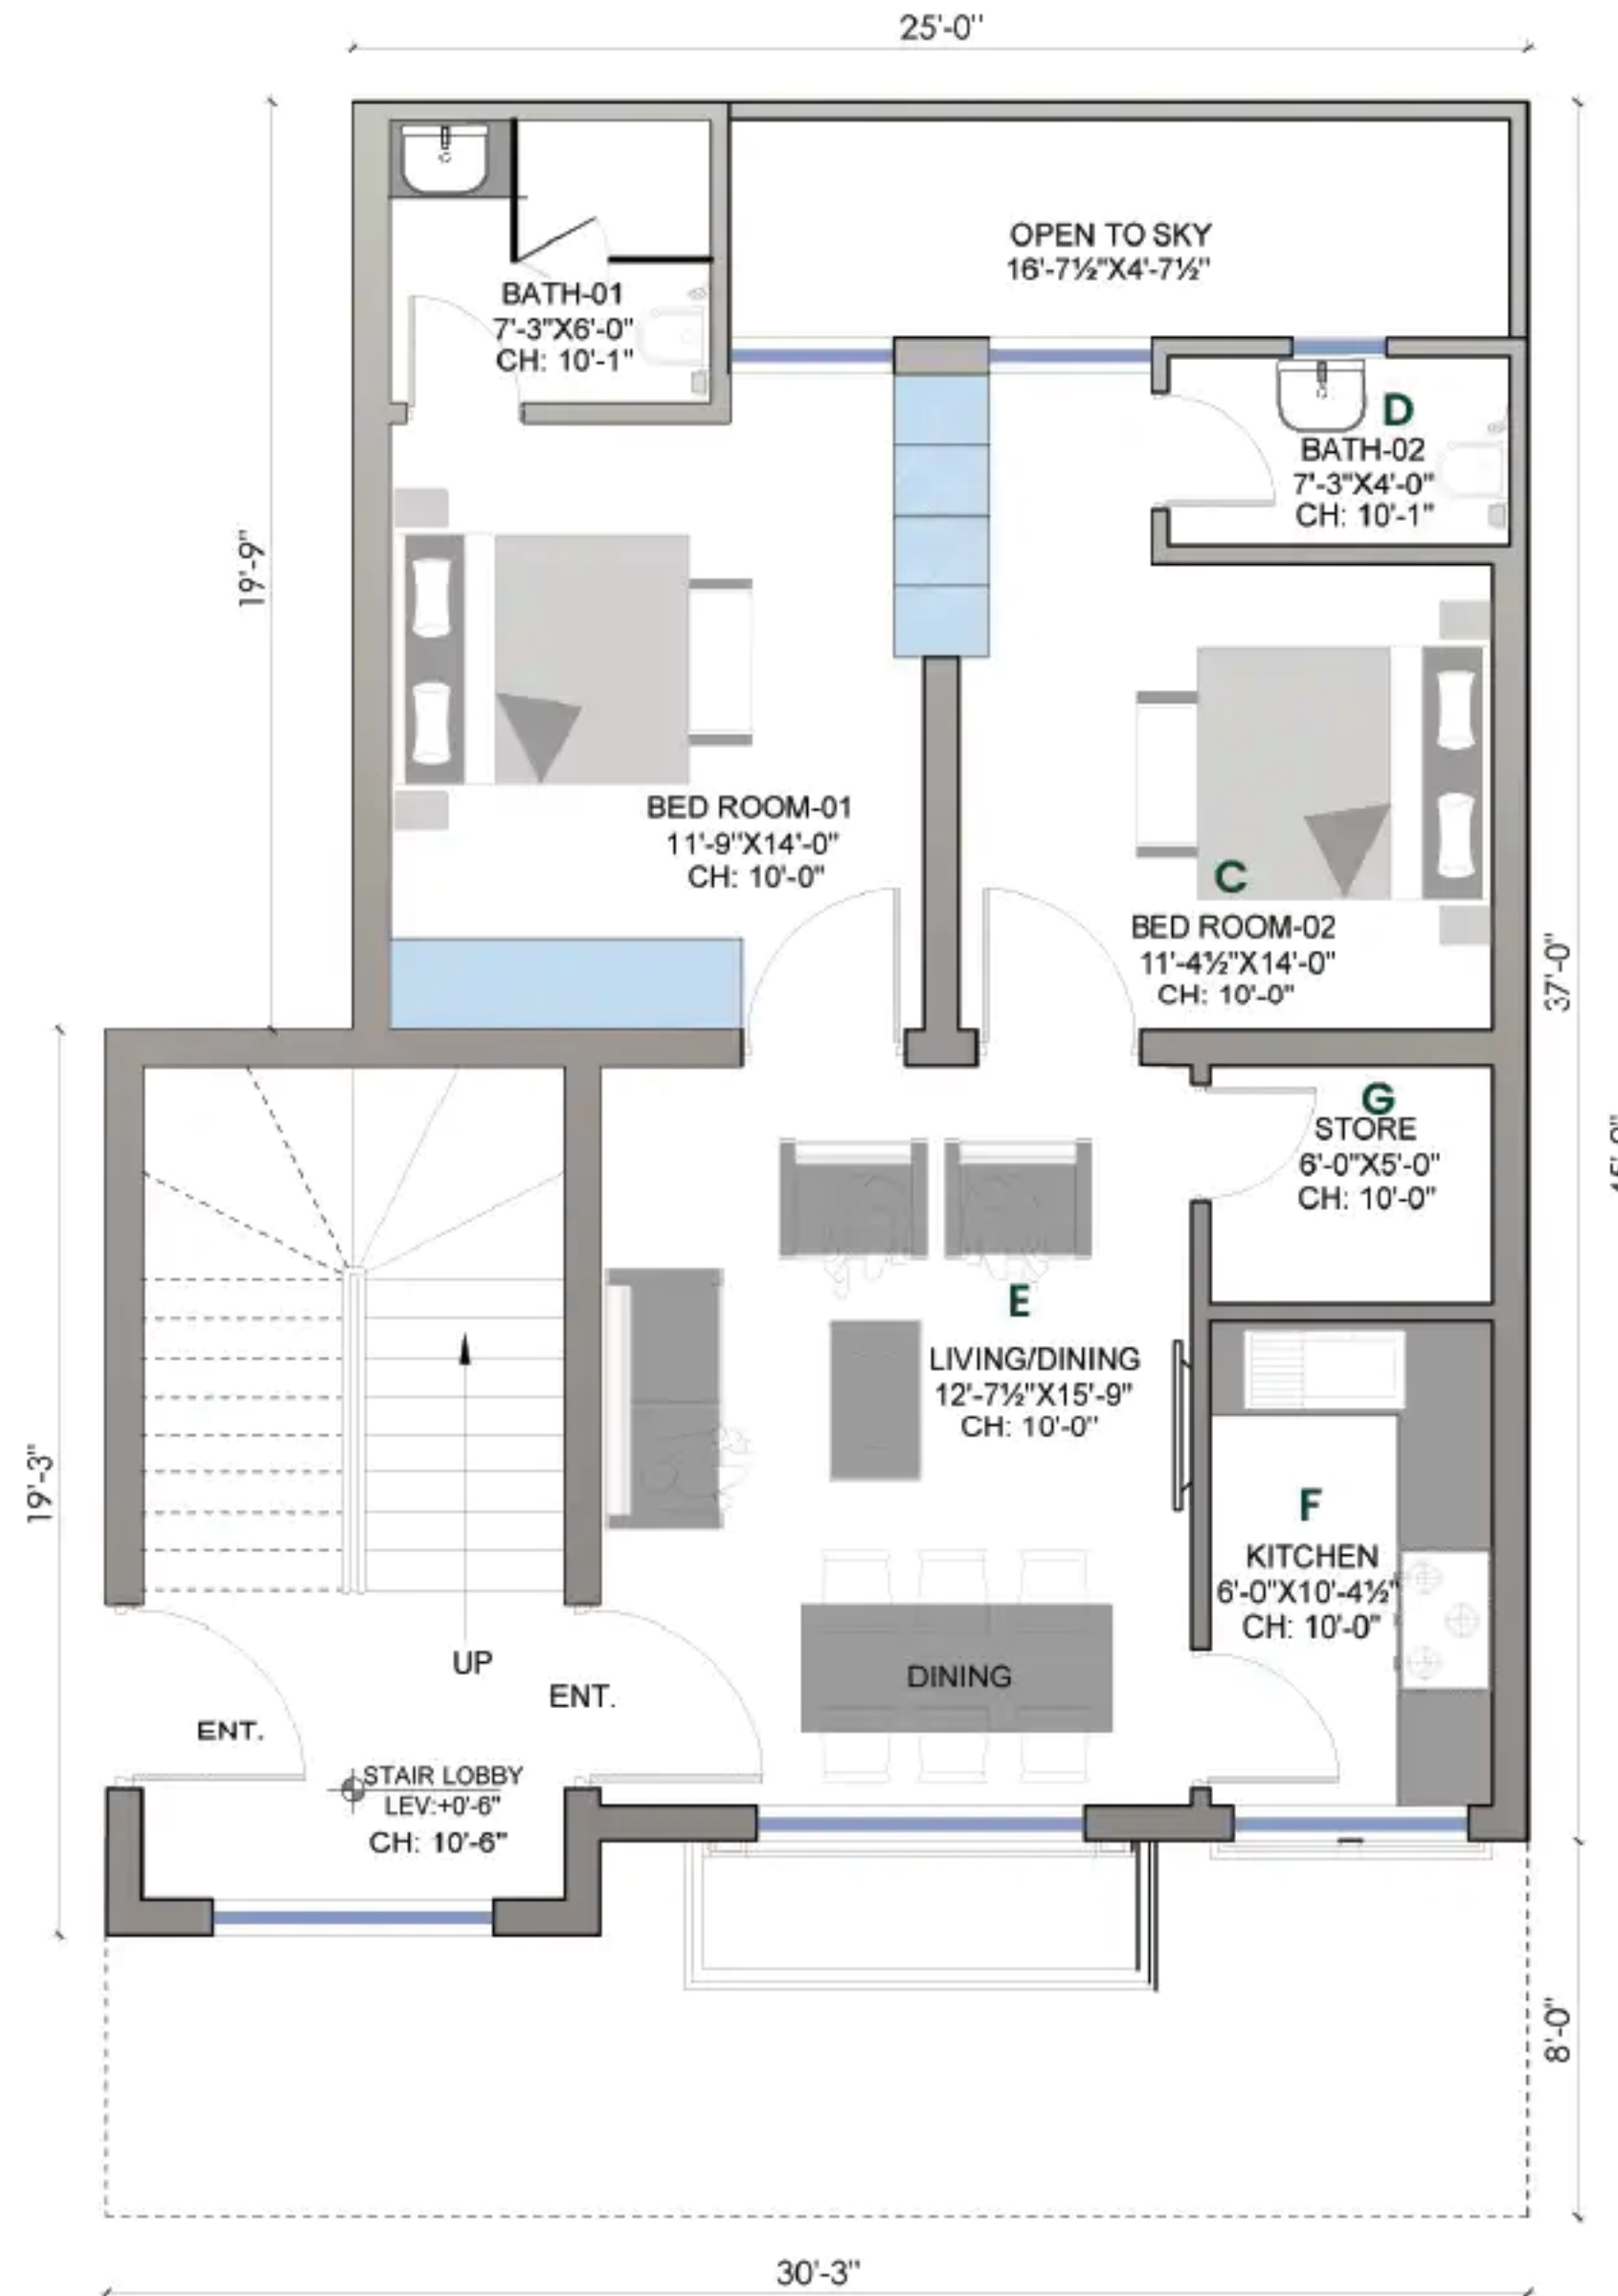 25'-0"
OPEN TO SKY
16'-7½"X4'-7½"
BATH-01
7'-3"X6'-0"
CH: 10'-1"
D
BATH-02
7'-3"X4'-0"
CH: 10'-1"
19'-9"
BED ROOM-01
11'-9"X14'-0"
CH: 10'-0"
C
BED ROOM-02
11'-4½"X14'-0"
CH: 10'-0"
37'-0"
G
STORE
6'-0"X5'-0"
CH: 10'-0"
E
LIVING/DINING
12'-7½"X15'-9"
CH: 10'-0"
19'-3"
F
KITCHEN
6'-0"X10'-4½"
CH: 10'-0"
UP
DINING
ENT.
ENT.
STAIR LOBBY
LEV:+0'-6"
CH: 10'-6"
8'-0"
30'-3"